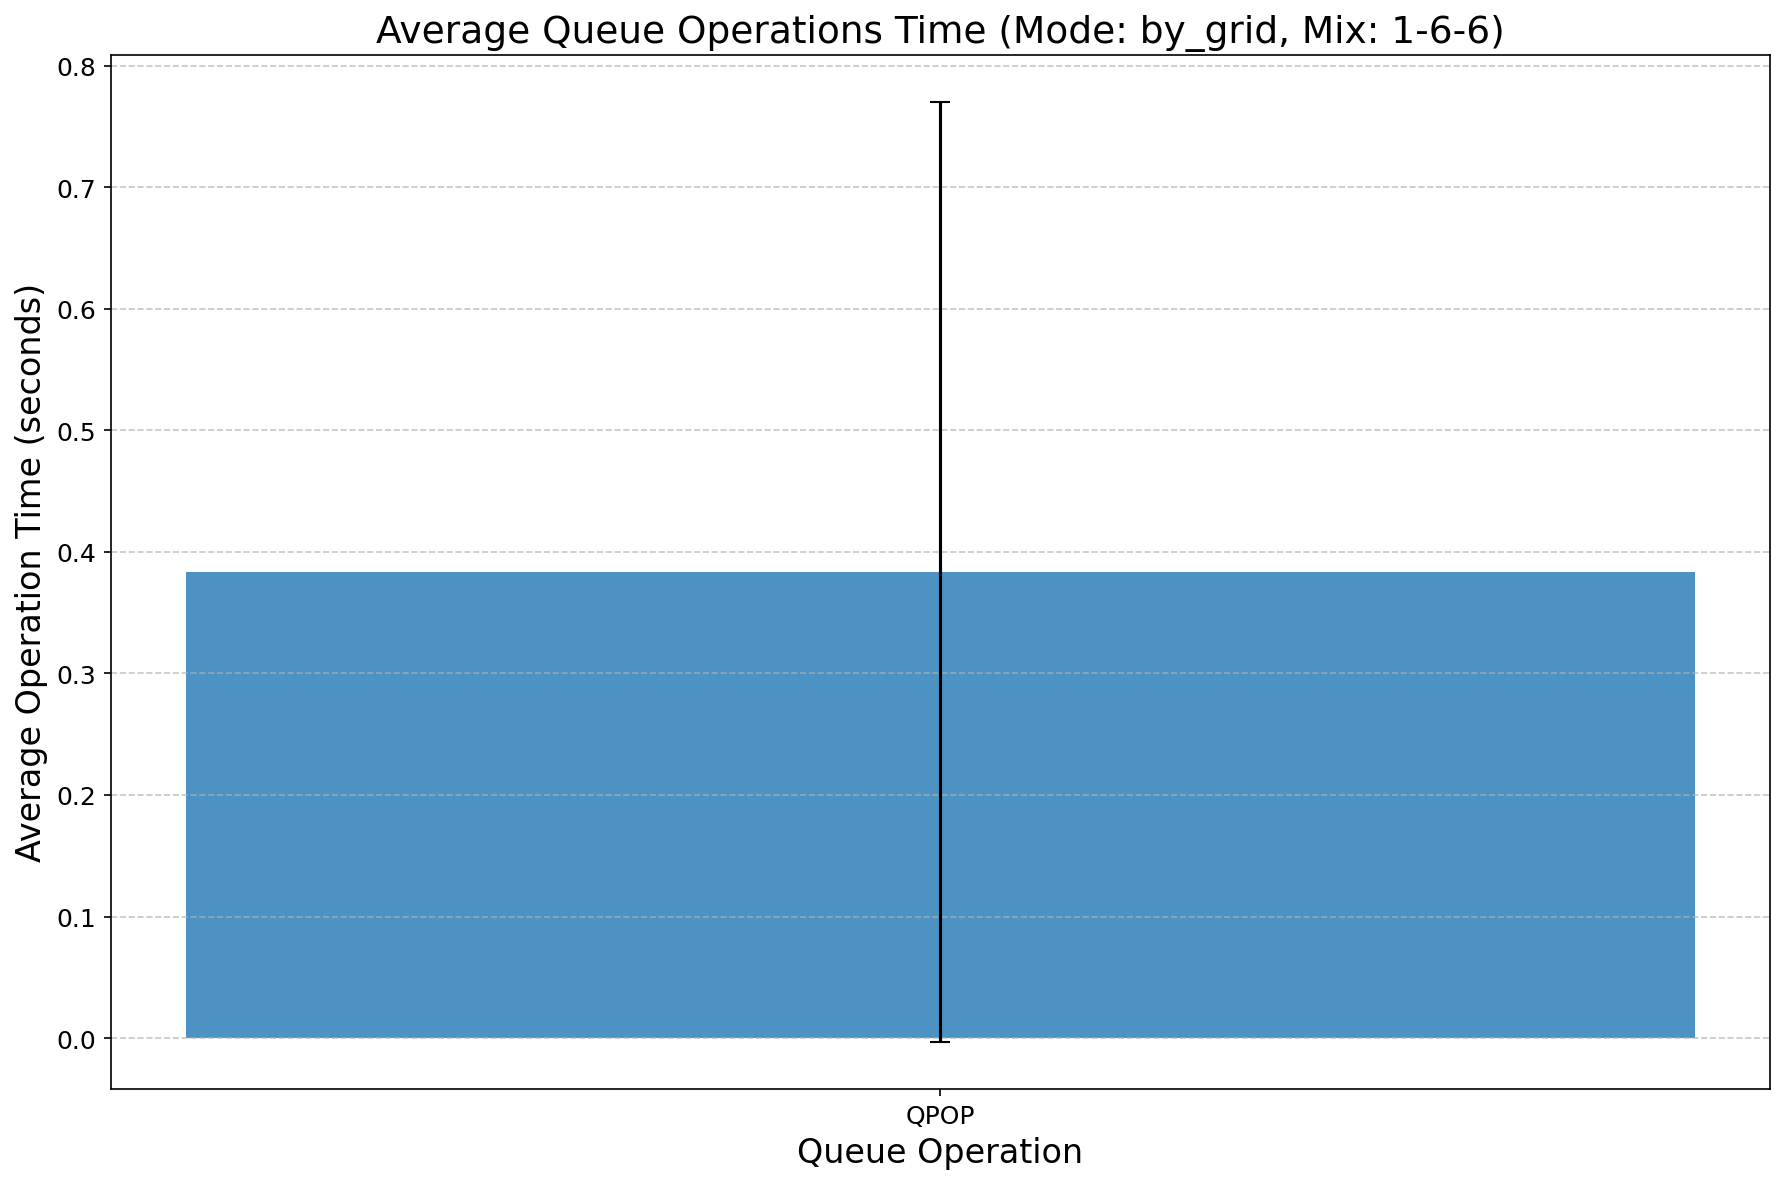 Average Queue Operations Time (Mode: by_grid, Mix: 1-6-6)
Average Operation Time (seconds)
0.8
0.7
0.6
0.5
0.4
0.3
0.2
0.1
0.0
QPOP
Queue Operation